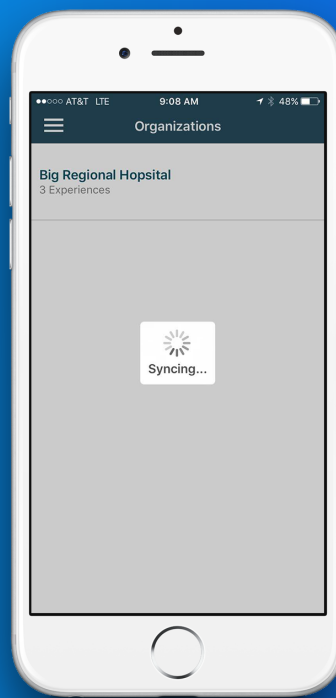 AT&T LTE 9:08 AM 48%
Organizations
Big Regional Hopsital
3 Experiences
Syncing...